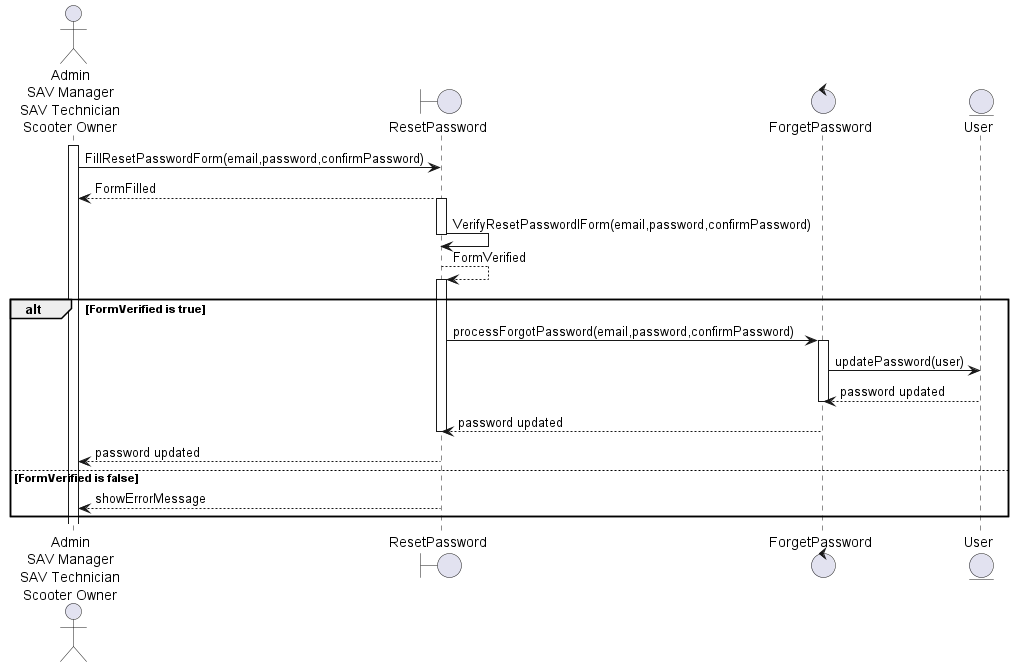 Admin
SAV Manager
SAV Technician
Scooter Owner
ResetPassword
ForgetPassword
User
FillResetPasswordForm(email,password,confirmPassword)
FormFilled
VerifyResetPasswordlForm(email,password,confirmPassword)
FormVerified
alt [FormVerified is true]
processForgotPassword(email,password,confirmPassword)
updatePassword(user)
password updated
password updated
password updated
[FormVerified is false]
showErrorMessage
Admin
SAV Manager
SAV Technician
Scooter Owner
ResetPassword
ForgetPassword
User